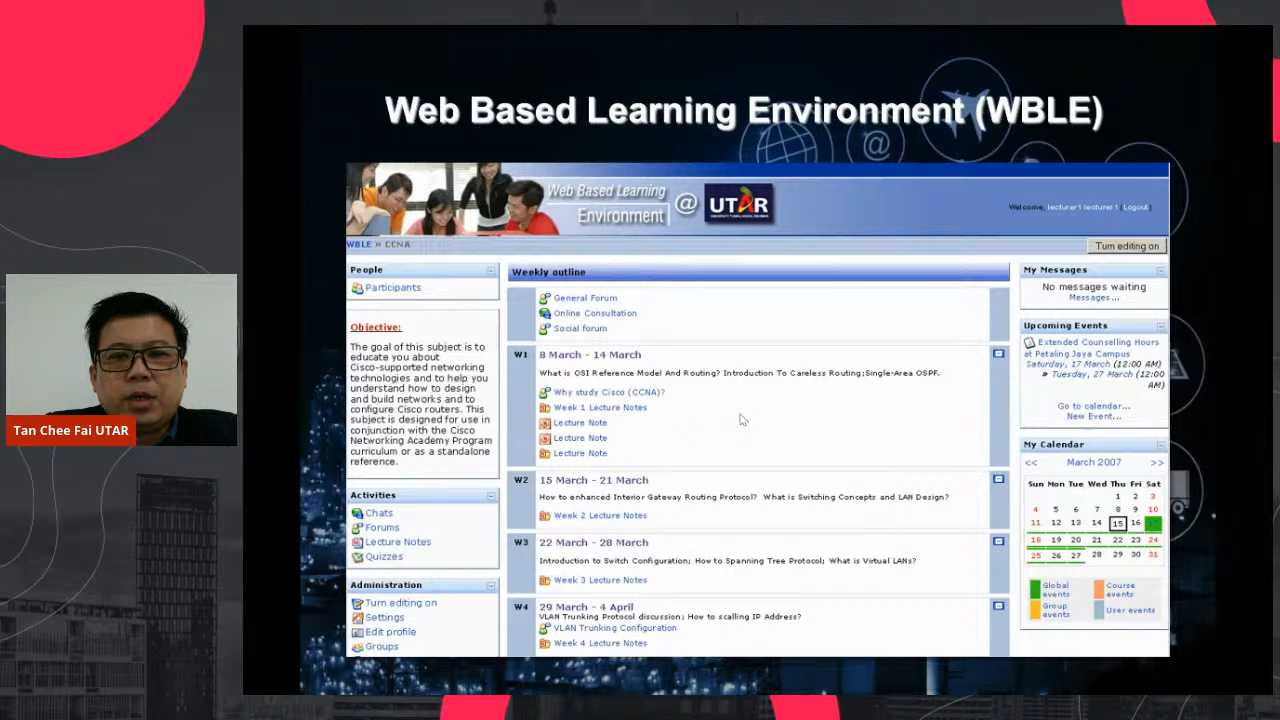 Web Based Learning Environment (WBLE)
Web Based Learning
Environment
@
UTAR
Welcome, lecturer1 lecturer1 (Logout)
WBLE » CCNA
Turn editing on
People
Participants
Objective:
The goal of this subject is to
educate you about
Cisco-supported networking
technologies and to help you
understand how to design
and build networks and to
configure Cisco routers. This
subject is designed for use in
conjunction with the Cisco
Networking Academy Program
curriculum or as a standalone
reference.
Activities
Chats
Forums
Lecture Notes
Quizzes
Administration
Turn editing on
Settings
Edit profile
Groups
Weekly outline
General Forum
Online Consultation
Social forum
W1
8 March - 14 March
What is OSI Reference Model And Routing? Introduction To Careless Routing;Single-Area OSPF.
Why study Cisco (CCNA)?
Week 1 Lecture Notes
Lecture Note
Lecture Note
Lecture Note
W2
15 March - 21 March
How to enhanced Interior Gateway Routing Protocol? What is Switching Concepts and LAN Design?
Week 2 Lecture Notes
W3
22 March - 28 March
Introduction to Switch Configuration; How to Spanning Tree Protocol; What is Virtual LANs?
Week 3 Lecture Notes
W4
29 March - 4 April
VLAN Trunking Protocol discussion; How to scalling IP Address?
VLAN Trunking Configuration
Week 4 Lecture Notes
My Messages
No messages waiting
Messages...
Upcoming Events
Extended Counselling Hours
at Petaling Jaya Campus
Saturday, 17 March (12:00 AM)
» Tuesday, 27 March (12:00
AM)
Go to calendar...
New Event...
My Calendar
<< March 2007 >>
Sun Mon Tue Wed Thu Fri Sat
1 2 3
4 5 6 7 8 9 10
11 12 13 14 15 16 17
18 19 20 21 22 23 24
25 26 27 28 29 30 31
Global
events
Course
events
Group
events
User events
Tan Chee Fai UTAR